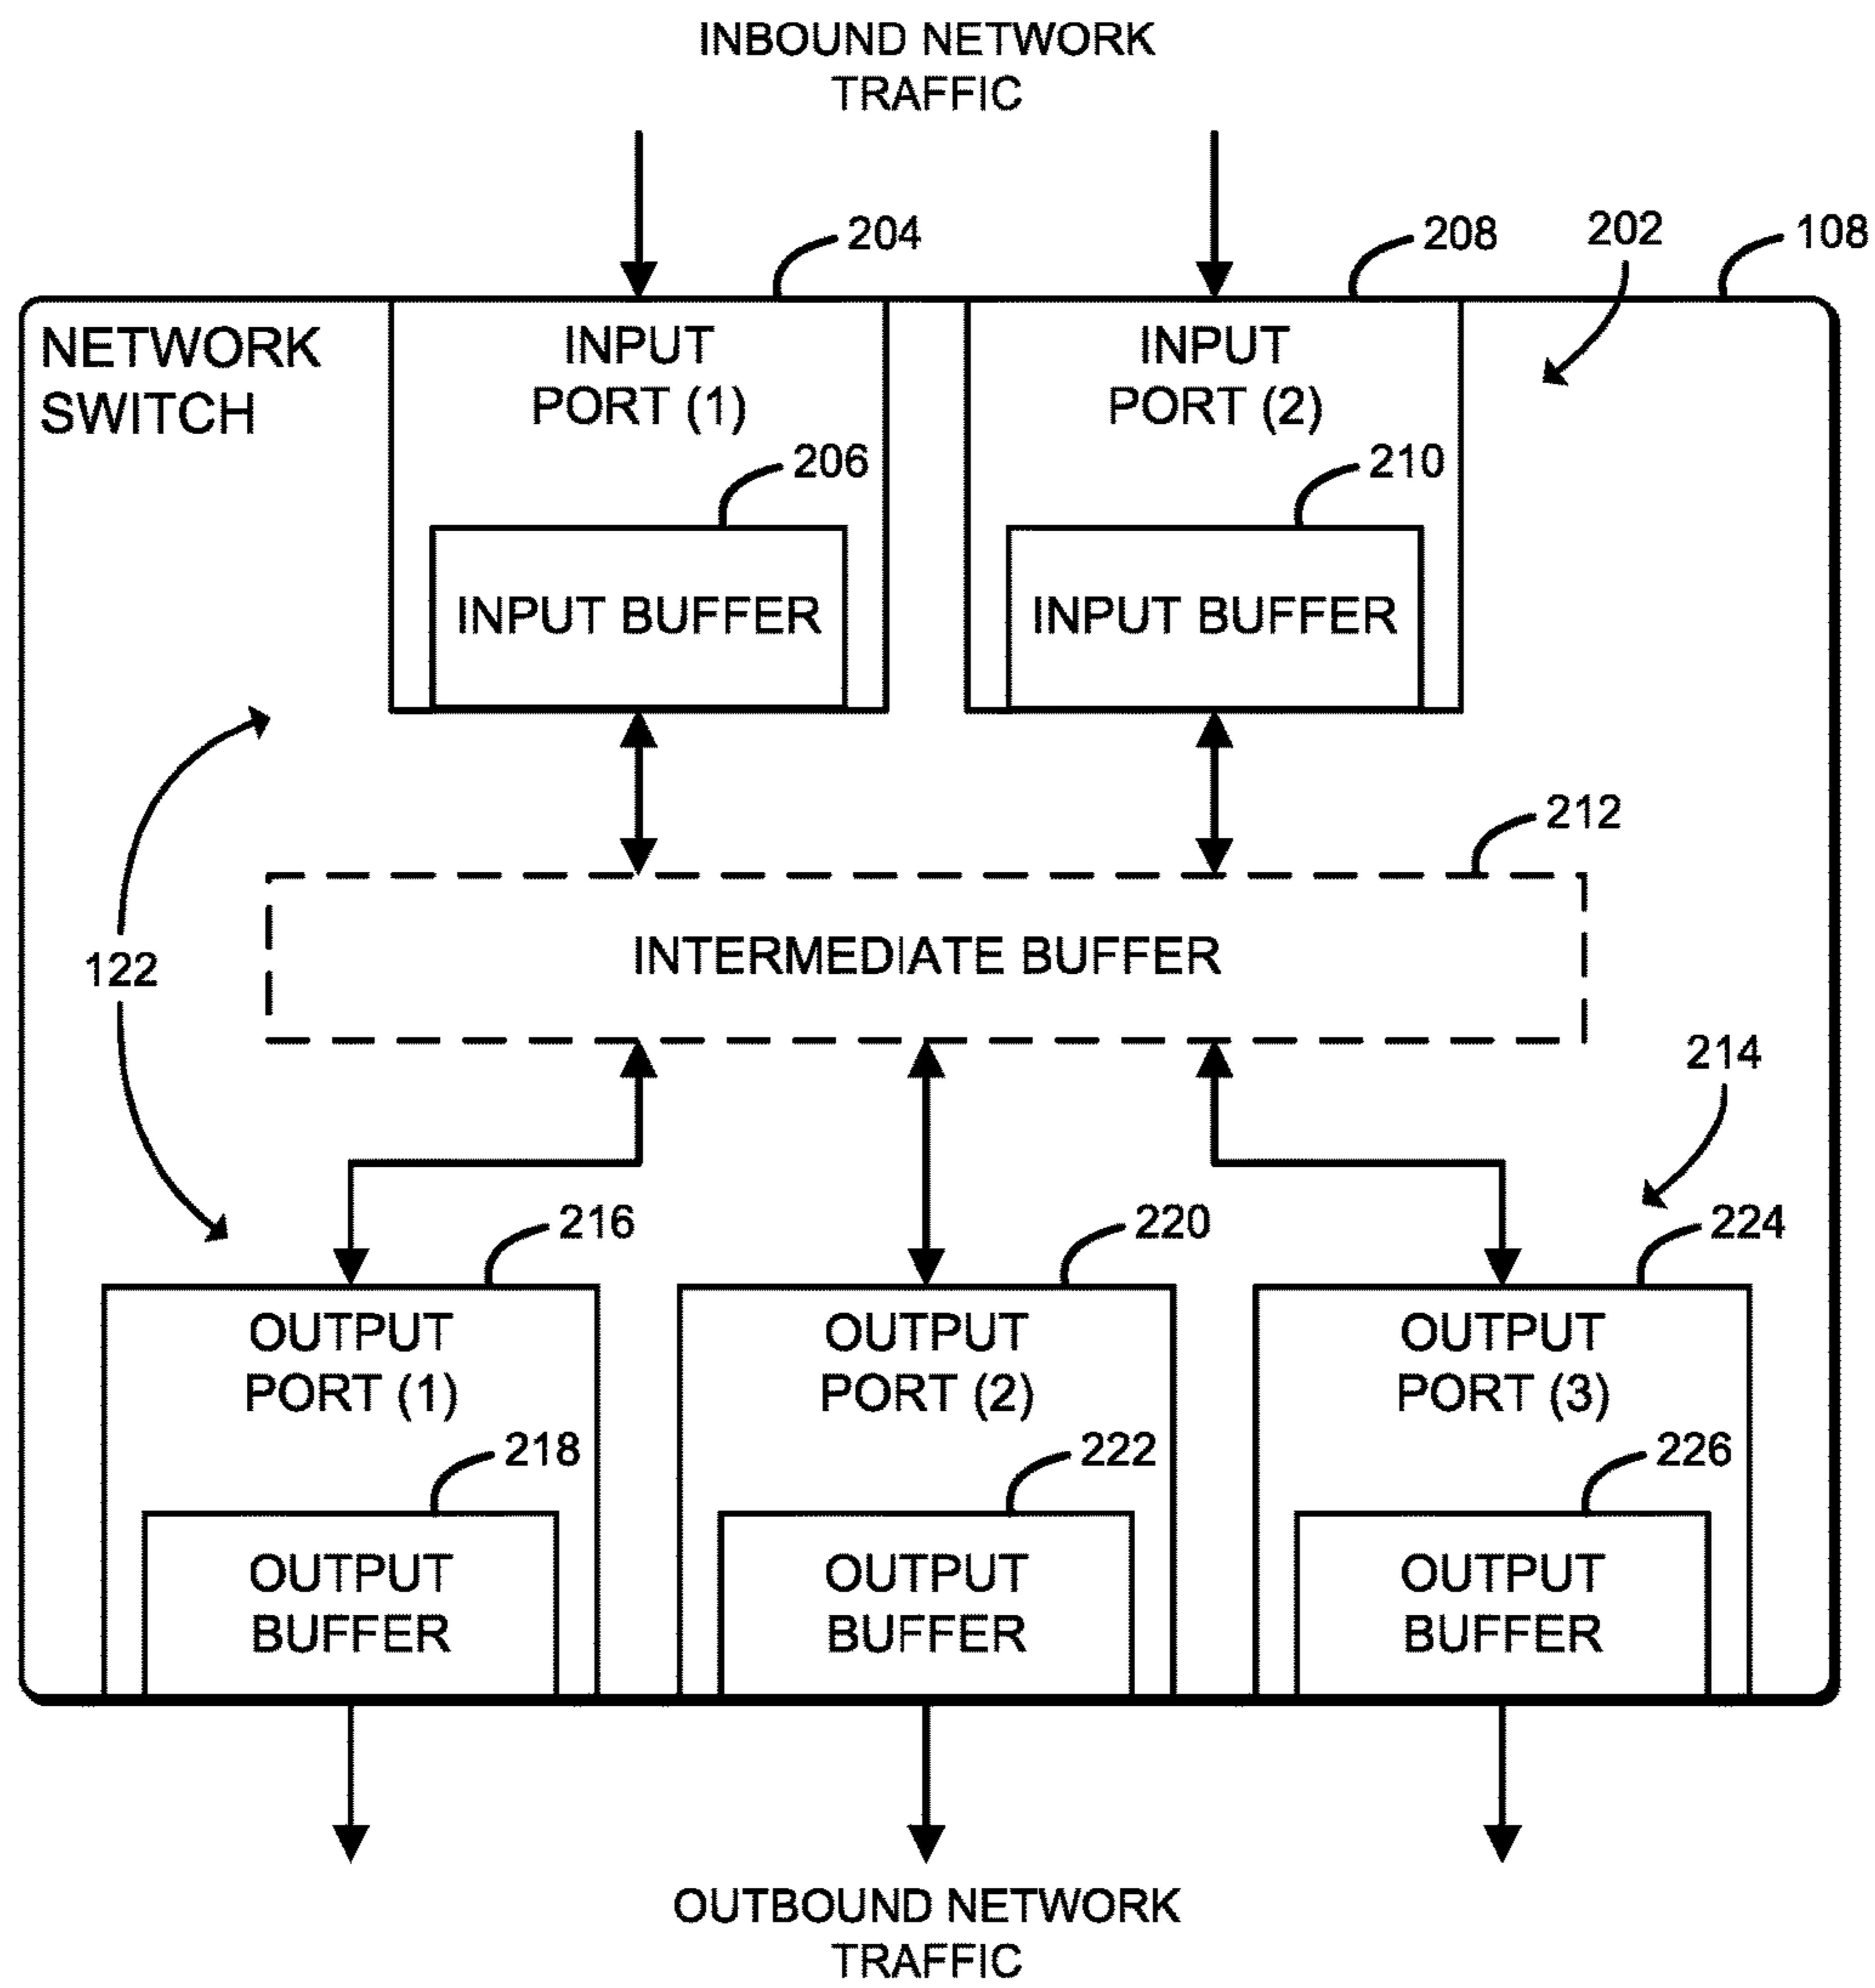 INBOUND NETWORK
TRAFFIC
204
208
202
108
NETWORK
SWITCH
INPUT
PORT (1)
INPUT
PORT (2)
206
210
INPUT BUFFER
INPUT BUFFER
212
122
INTERMEDIATE BUFFER
214
216
220
224
OUTPUT
PORT (1)
OUTPUT
PORT (2)
OUTPUT
PORT (3)
218
222
226
OUTPUT
BUFFER
OUTPUT
BUFFER
OUTPUT
BUFFER
OUTBOUND NETWORK
TRAFFIC